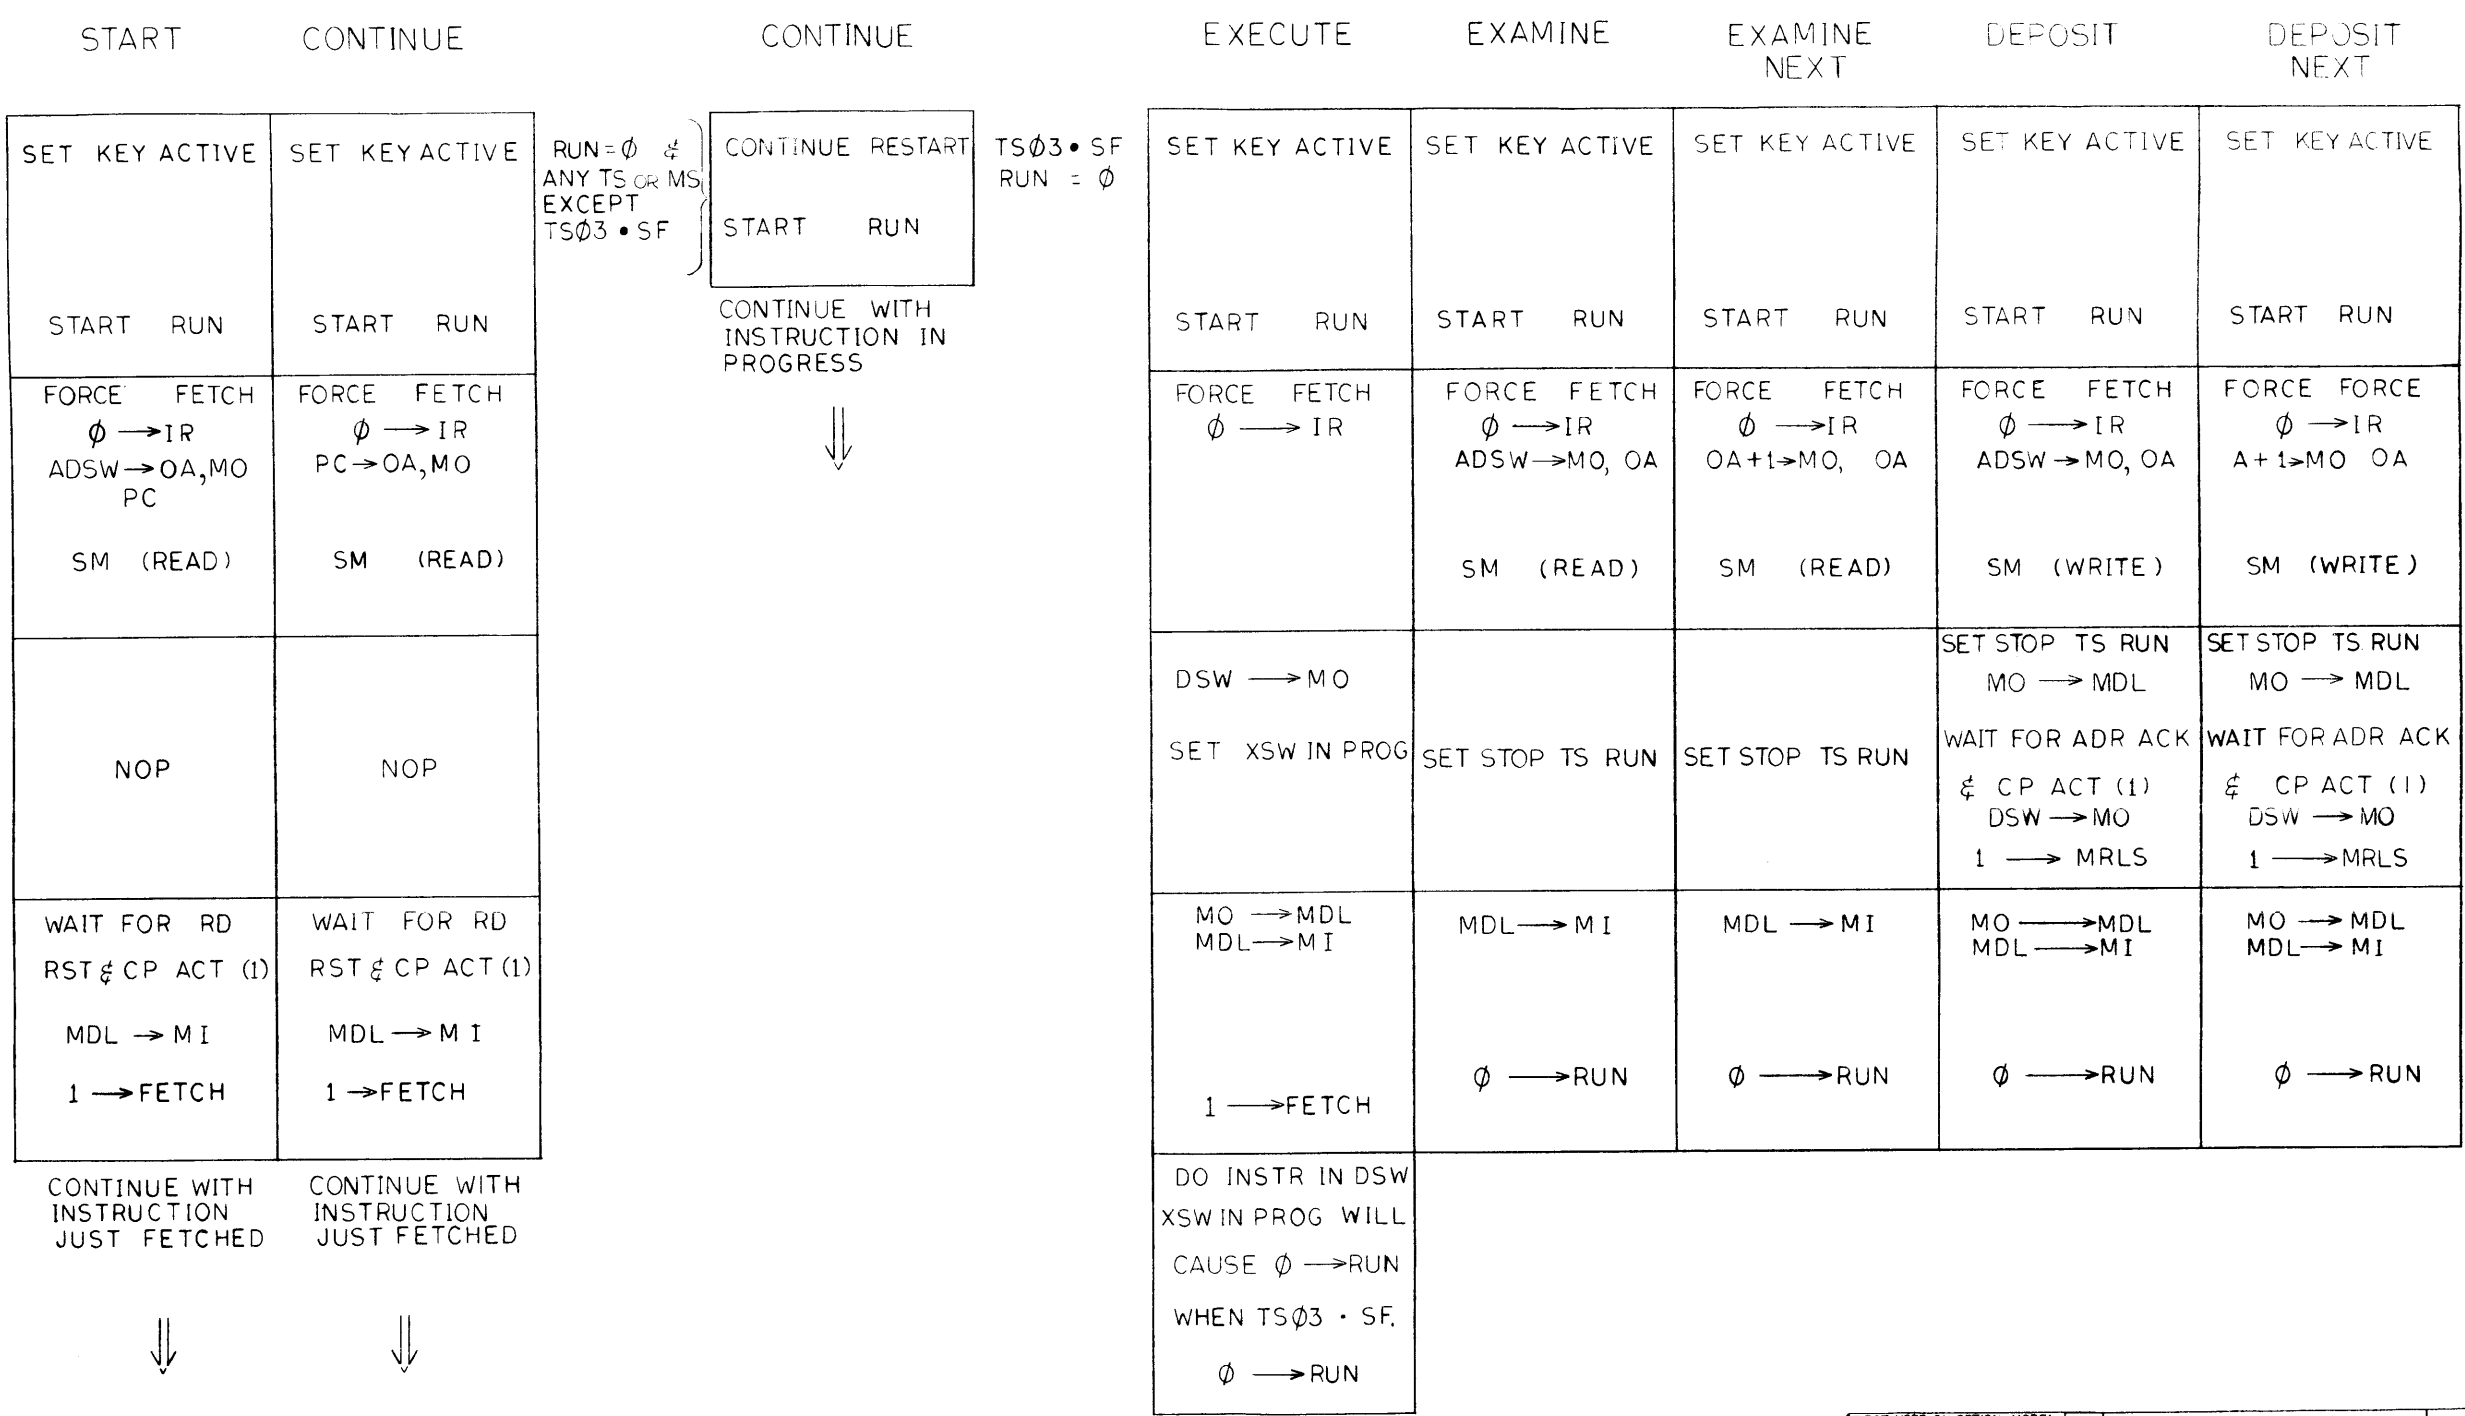 START
CONTINUE
CONTINUE
EXECUTE
EXAMINE
EXAMINE
NEXT
DEPOSIT
DEPOSIT
NEXT
SET KEY ACTIVE
START RUN
FORCE FETCH
Ø → IR
ADSW → OA, MO
PC
SM (READ)
NOP
WAIT FOR RD
RST & CP ACT (1)
MDL → MI
1 → FETCH
CONTINUE WITH
INSTRUCTION
JUST FETCHED
⇓
SET KEY ACTIVE
START RUN
FORCE FETCH
Ø → IR
PC → OA, MO
SM (READ)
NOP
WAIT FOR RD
RST & CP ACT (1)
MDL → MI
1 → FETCH
CONTINUE WITH
INSTRUCTION
JUST FETCHED
⇓
RUN = Ø &
ANY TS OR MS
EXCEPT
TSØ3 • SF
CONTINUE RESTART
START RUN
CONTINUE WITH
INSTRUCTION IN
PROGRESS
⇓
TSØ3 • SF
RUN = Ø
SET KEY ACTIVE
START RUN
FORCE FETCH
Ø → IR
DSW → MO
SET XSW IN PROG
MO → MDL
MDL → MI
1 → FETCH
DO INSTR IN DSW
XSW IN PROG WILL
CAUSE Ø → RUN
WHEN TSØ3 • SF.
Ø → RUN
SET KEY ACTIVE
START RUN
FORCE FETCH
Ø → IR
ADSW → MO, OA
SM (READ)
SET STOP TS RUN
MDL → MI
Ø → RUN
SET KEY ACTIVE
START RUN
FORCE FETCH
Ø → IR
OA + 1 → MO, OA
SM (READ)
SET STOP TS RUN
MDL → MI
Ø → RUN
SET KEY ACTIVE
START RUN
FORCE FETCH
Ø → IR
ADSW → MO, OA
SM (WRITE)
SET STOP TS RUN
MO → MDL
WAIT FOR ADR ACK
& CP ACT (1)
DSW → MO
1 → MRLS
MO → MDL
MDL → MI
Ø → RUN
SET KEY ACTIVE
START RUN
FORCE FORCE
Ø → IR
A + 1 → MO OA
SM (WRITE)
SET STOP TS RUN
MO → MDL
WAIT FOR ADR ACK
& CP ACT (1)
DSW → MO
1 → MRLS
MO → MDL
MDL → MI
Ø → RUN